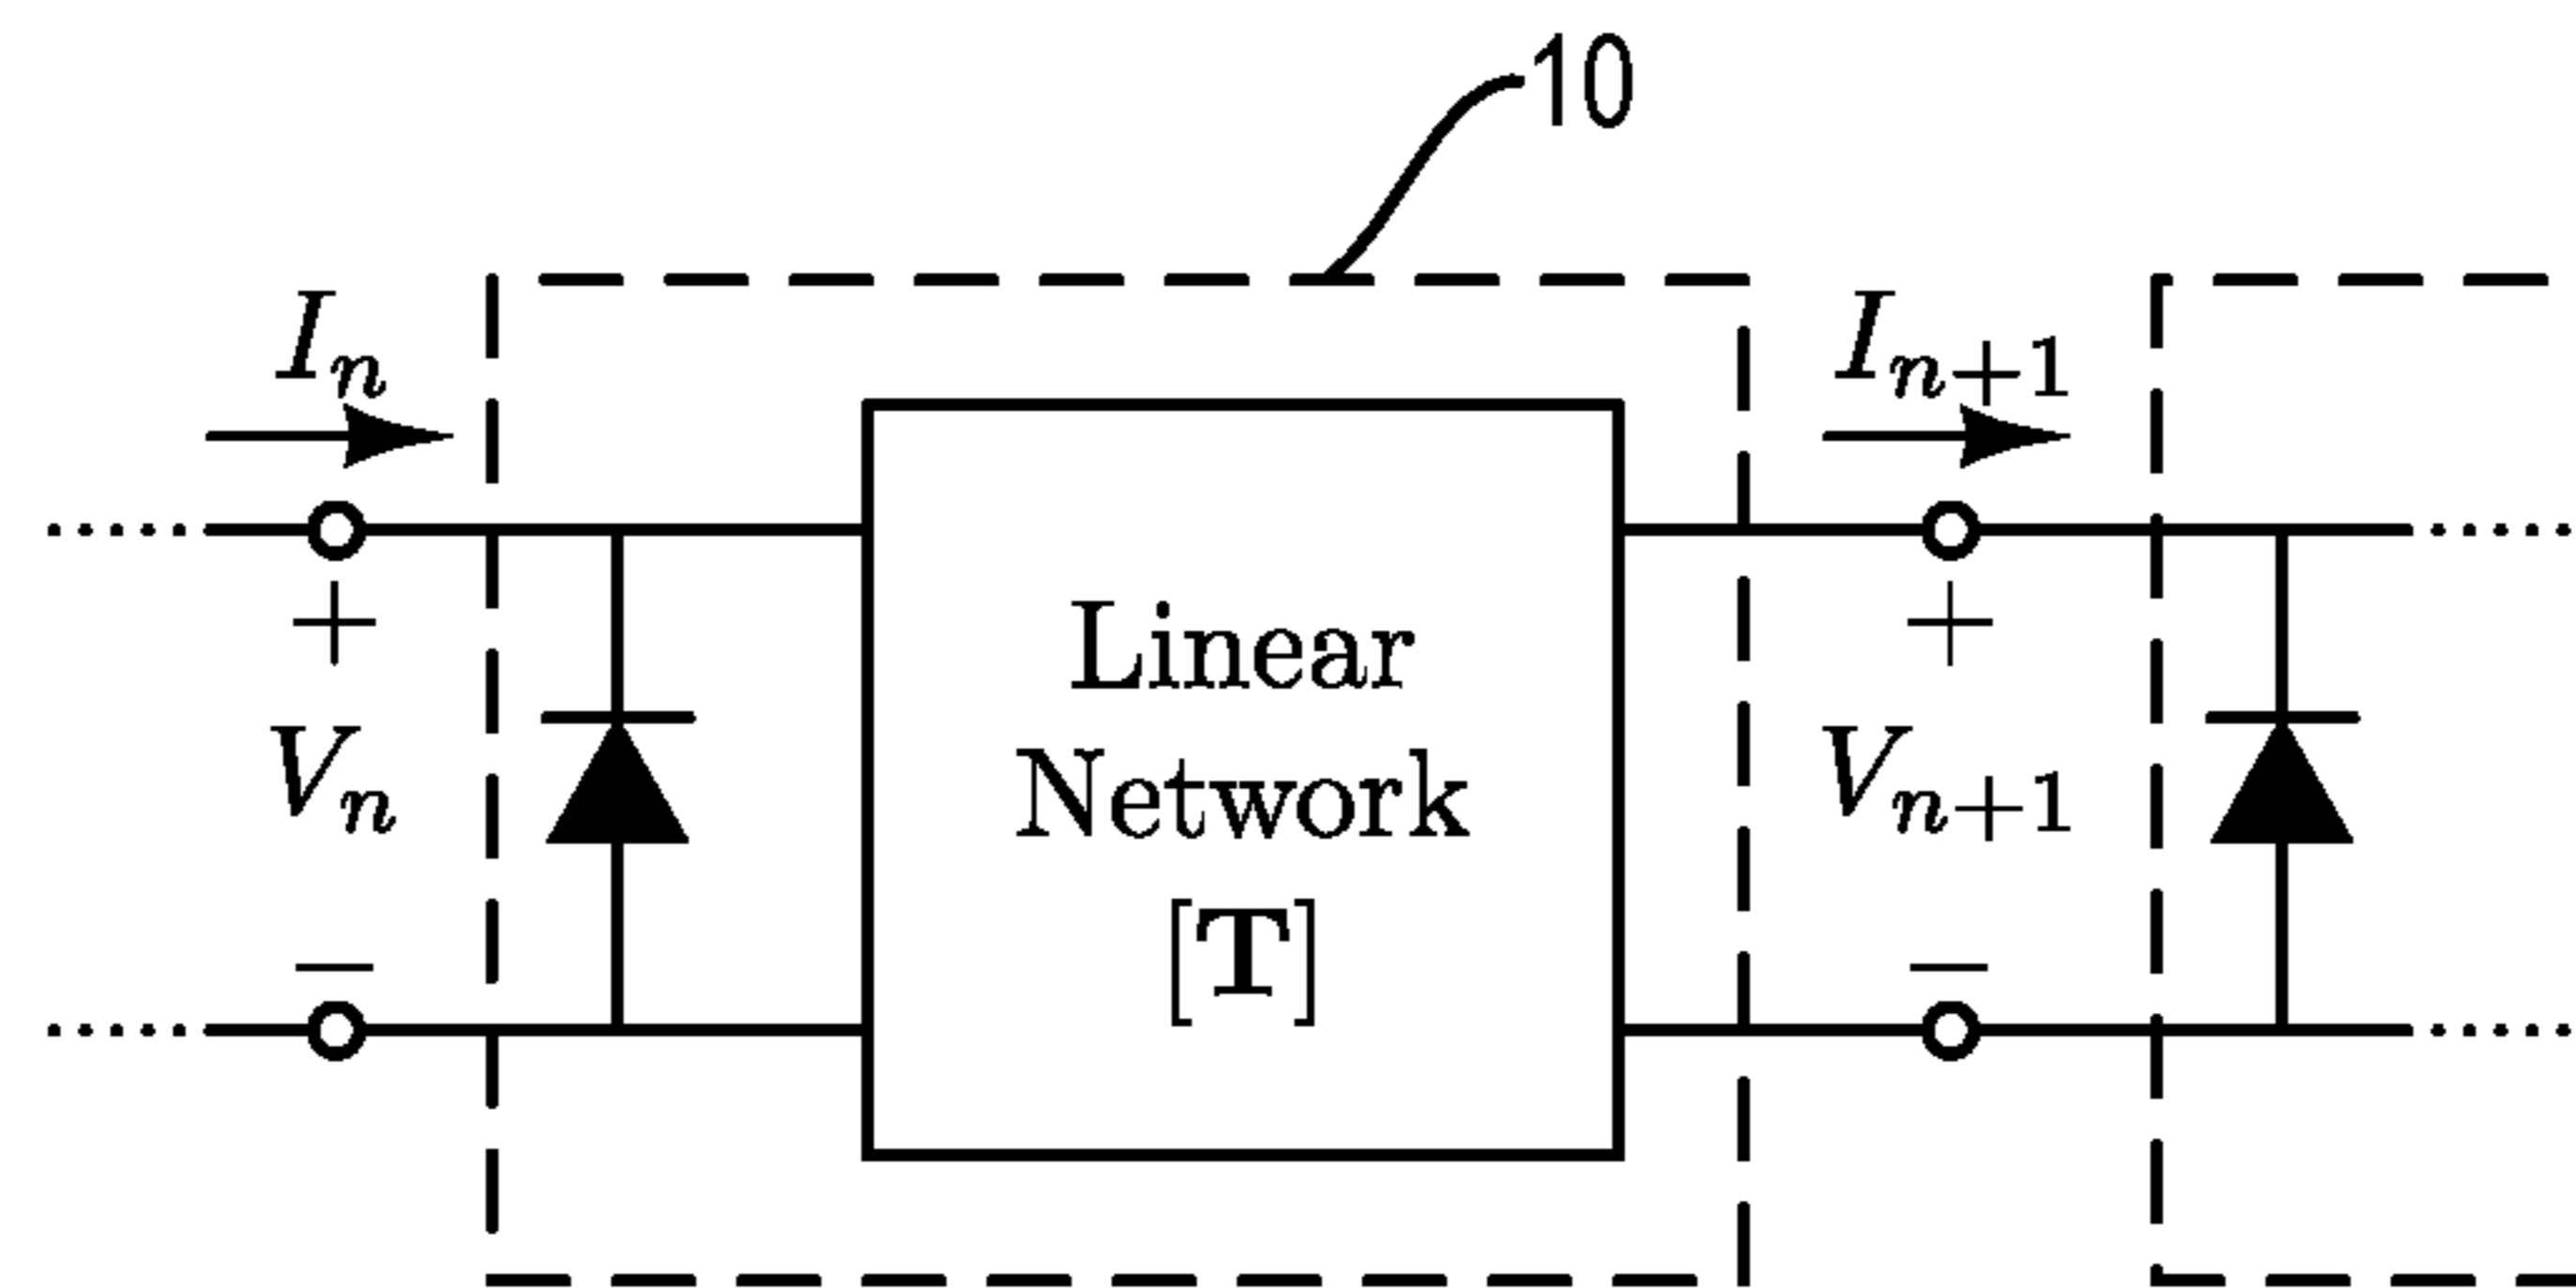 10
Iₙ
Iₙ₊₁
+
+
Linear
Network
[T]
Vₙ
Vₙ₊₁
−
−